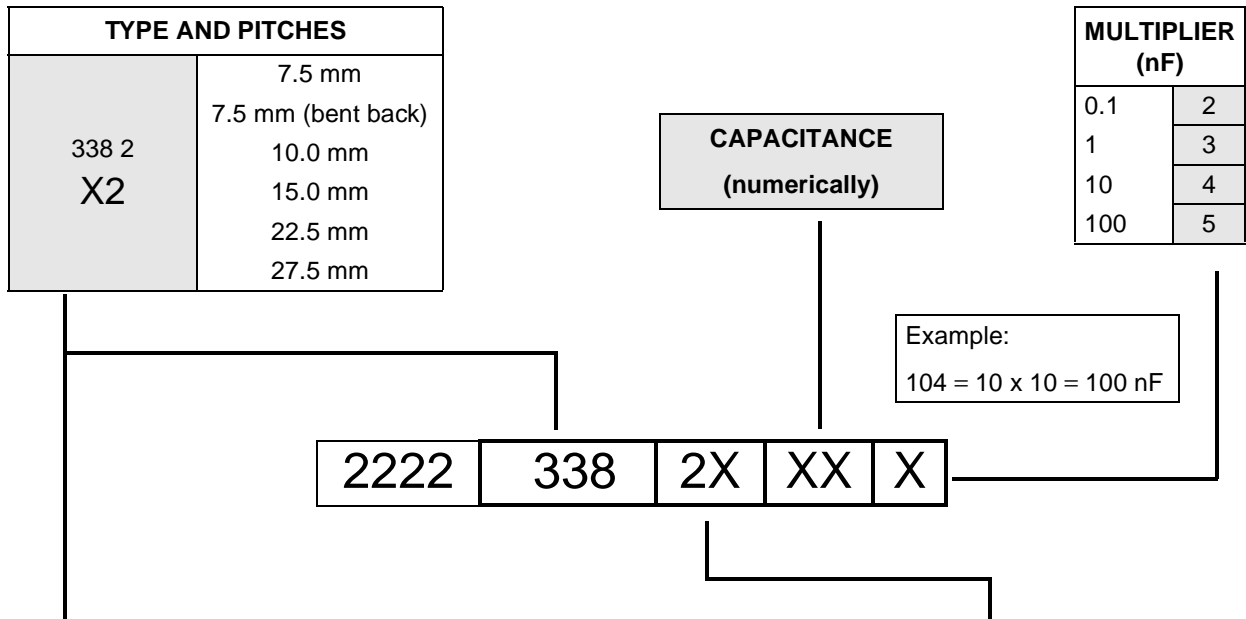 TYPE AND PITCHES
338 2
X2
7.5 mm
7.5 mm (bent back)
10.0 mm
15.0 mm
22.5 mm
27.5 mm
CAPACITANCE
(numerically)
MULTIPLIER
(nF)
0.1 2
1 3
10 4
100 5
Example:
104 = 10 x 10 = 100 nF
2222 338 2X XX X